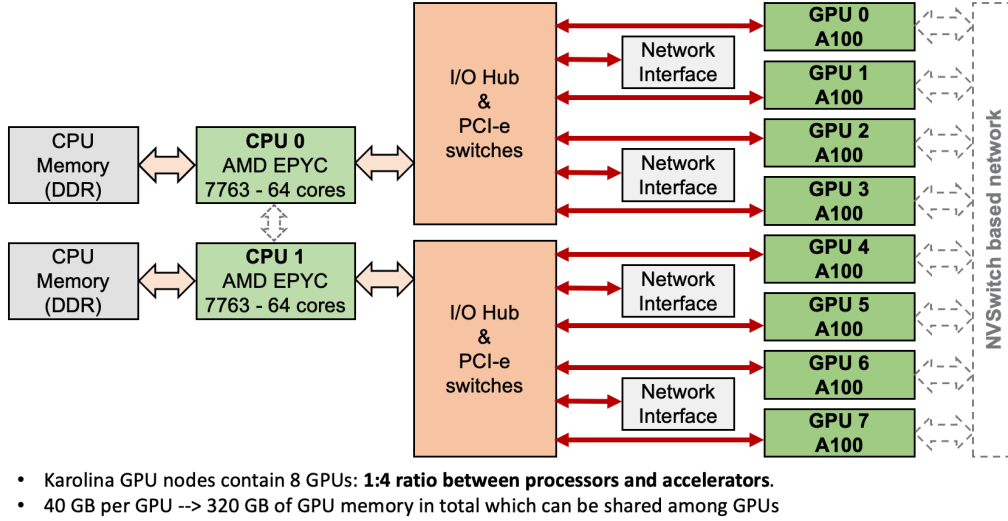 CPU
Memory
(DDR)
CPU 0
AMD EPYC
7763 - 64 cores
CPU
Memory
(DDR)
CPU 1
AMD EPYC
7763 - 64 cores
I/O Hub
&
PCI-e
switches
I/O Hub
&
PCI-e
switches
GPU 0
A100
Network
Interface
GPU 1
A100
GPU 2
A100
Network
Interface
GPU 3
A100
GPU 4
A100
Network
Interface
GPU 5
A100
GPU 6
A100
Network
Interface
GPU 7
A100
NVSwitch based network
• Karolina GPU nodes contain 8 GPUs: 1:4 ratio between processors and accelerators.
• 40 GB per GPU --> 320 GB of GPU memory in total which can be shared among GPUs